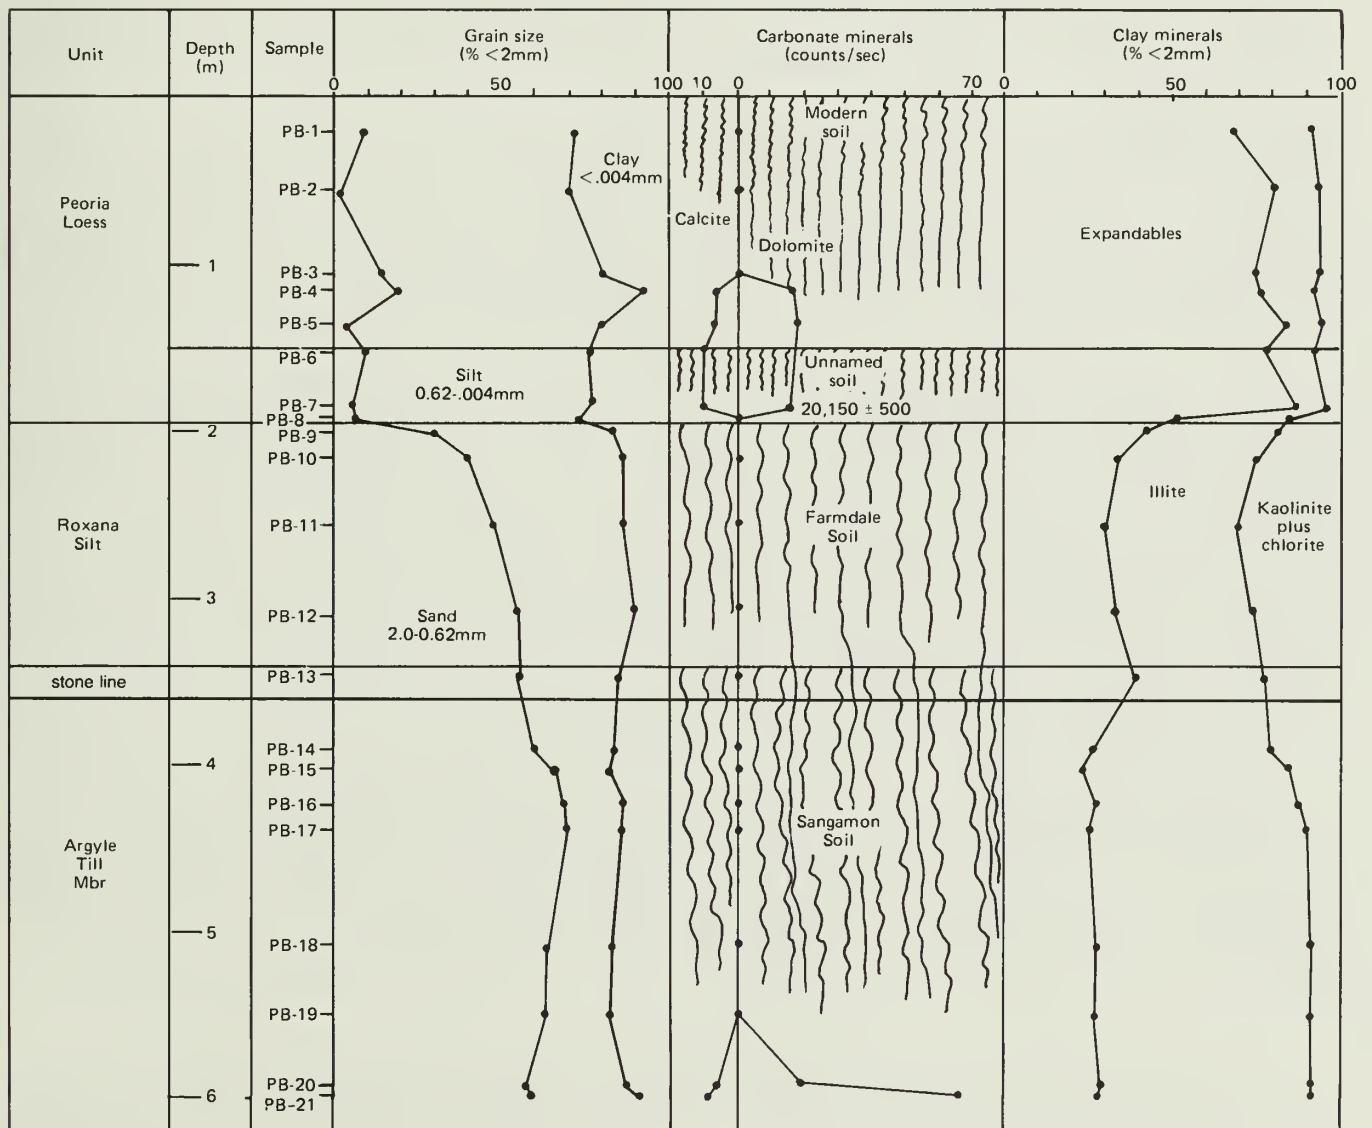 Unit
Depth
(m)
Sample
Grain size
(% <2mm)
Carbonate minerals
(counts/sec)
Clay minerals
(% <2mm)
0
50
100
10
0
70
0
50
100
Peoria
Loess
Roxana
Silt
stone line
Argyle
Till
Mbr
1
2
3
4
5
6
PB-1
PB-2
PB-3
PB-4
PB-5
PB-6
PB-7
PB-8
PB-9
PB-10
PB-11
PB-12
PB-13
PB-14
PB-15
PB-16
PB-17
PB-18
PB-19
PB-20
PB-21
Clay
<.004mm
Silt
0.62-.004mm
Sand
2.0-0.62mm
Modern
soil
Calcite
Dolomite
Unnamed
soil
20,150 ± 500
Farmdale
Soil
Sangamon
Soil
Expandables
Illite
Kaolinite
plus
chlorite